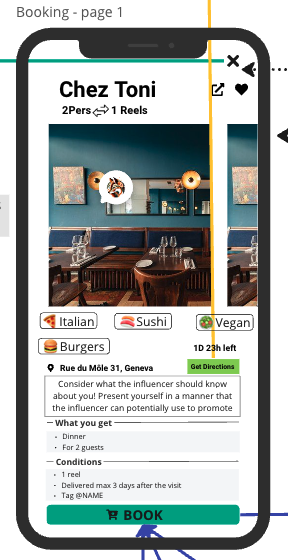 Booking - page 1
Chez Toni
2Pers 1 Reels
Italian
Sushi
Vegan
Burgers
1D 23h left
Rue du Môle 31, Geneva
Get Directions
Consider what the influencer should know
about you! Present yourself in a manner that
the influencer can potentially use to promote
What you get
Dinner
For 2 guests
Conditions
1 reel
Delivered max 3 days after the visit
Tag @NAME
BOOK